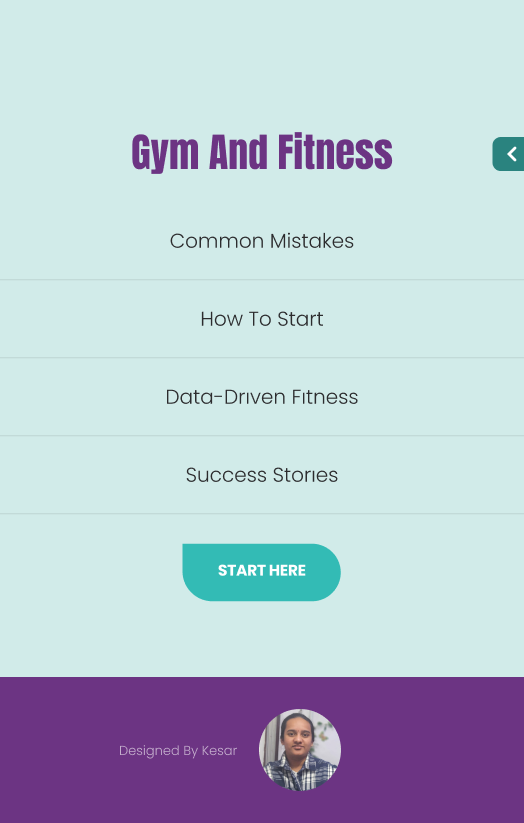 Gym And Fitness
Common Mistakes
How To Start
Data-Driven Fitness
Success Stories
START HERE
Designed By Kesar